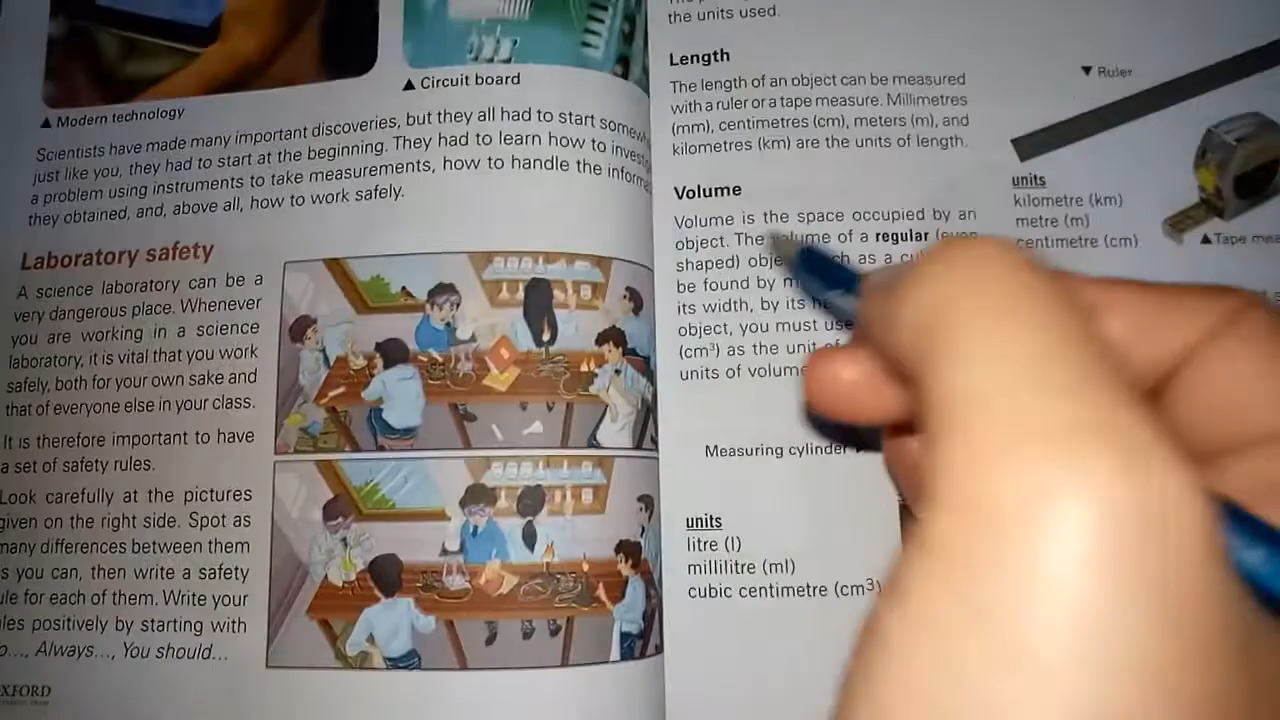 ▲ Modern technology
▲ Circuit board
Scientists have made many important discoveries, but they all had to start
just like you, they had to start at the beginning. They had to learn how to
a problem using instruments to take measurements, how to handle the
they obtained, and, above all, how to work safely.
Laboratory safety
A science laboratory can be a
very dangerous place. Whenever
you are working in a science
laboratory, it is vital that you work
safely, both for your own sake and
that of everyone else in your class.
It is therefore important to have
a set of safety rules.
Look carefully at the pictures
given on the right side. Spot as
many differences between them
as you can, then write a safety
rule for each of them. Write your
rules positively by starting with
Always..., You should...
OXFORD
the units used.
Length
The length of an object can be measured
with a ruler or a tape measure. Millimetres
(mm), centimetres (cm), meters (m), and
kilometres (km) are the units of length.
▼ Ruler
units
kilometre (km)
metre (m)
centimetre (cm)
▲Tape
Volume
Volume is the space occupied by an
object. The volume of a regular (even
shaped) as a
be found by
its width, by its
object, you must use
(cm³) as the unit
units of volume
Measuring cylinder
units
litre (l)
millilitre (ml)
cubic centimetre (cm³)